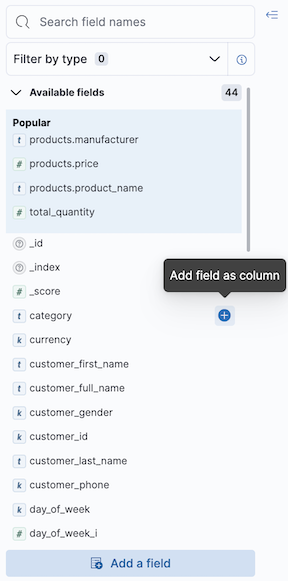 Search field names
Filter by type 0
Available fields 44
Popular
t products.manufacturer
# products.price
t products.product_name
# total_quantity
_id
_index
Add field as column
# _score
t category
k currency
t customer_first_name
t customer_full_name
k customer_gender
k customer_id
t customer_last_name
k customer_phone
k day_of_week
# day_of_week_i
Add a field